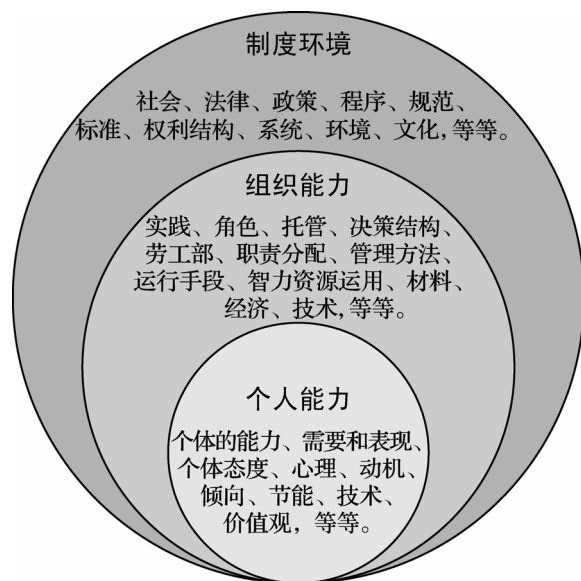 制度环境
社会、法律、政策、程序、规范、
标准、权利结构、系统、环境、文化,等等。
组织能力
实践、角色、托管、决策结构、
劳工部、职责分配、管理方法、
运行手段、智力资源运用、材料、
经济、技术,等等。
个人能力
个体的能力、需要和表现、
个体态度、心理、动机、
倾向、节能、技术、
价值观，等等。